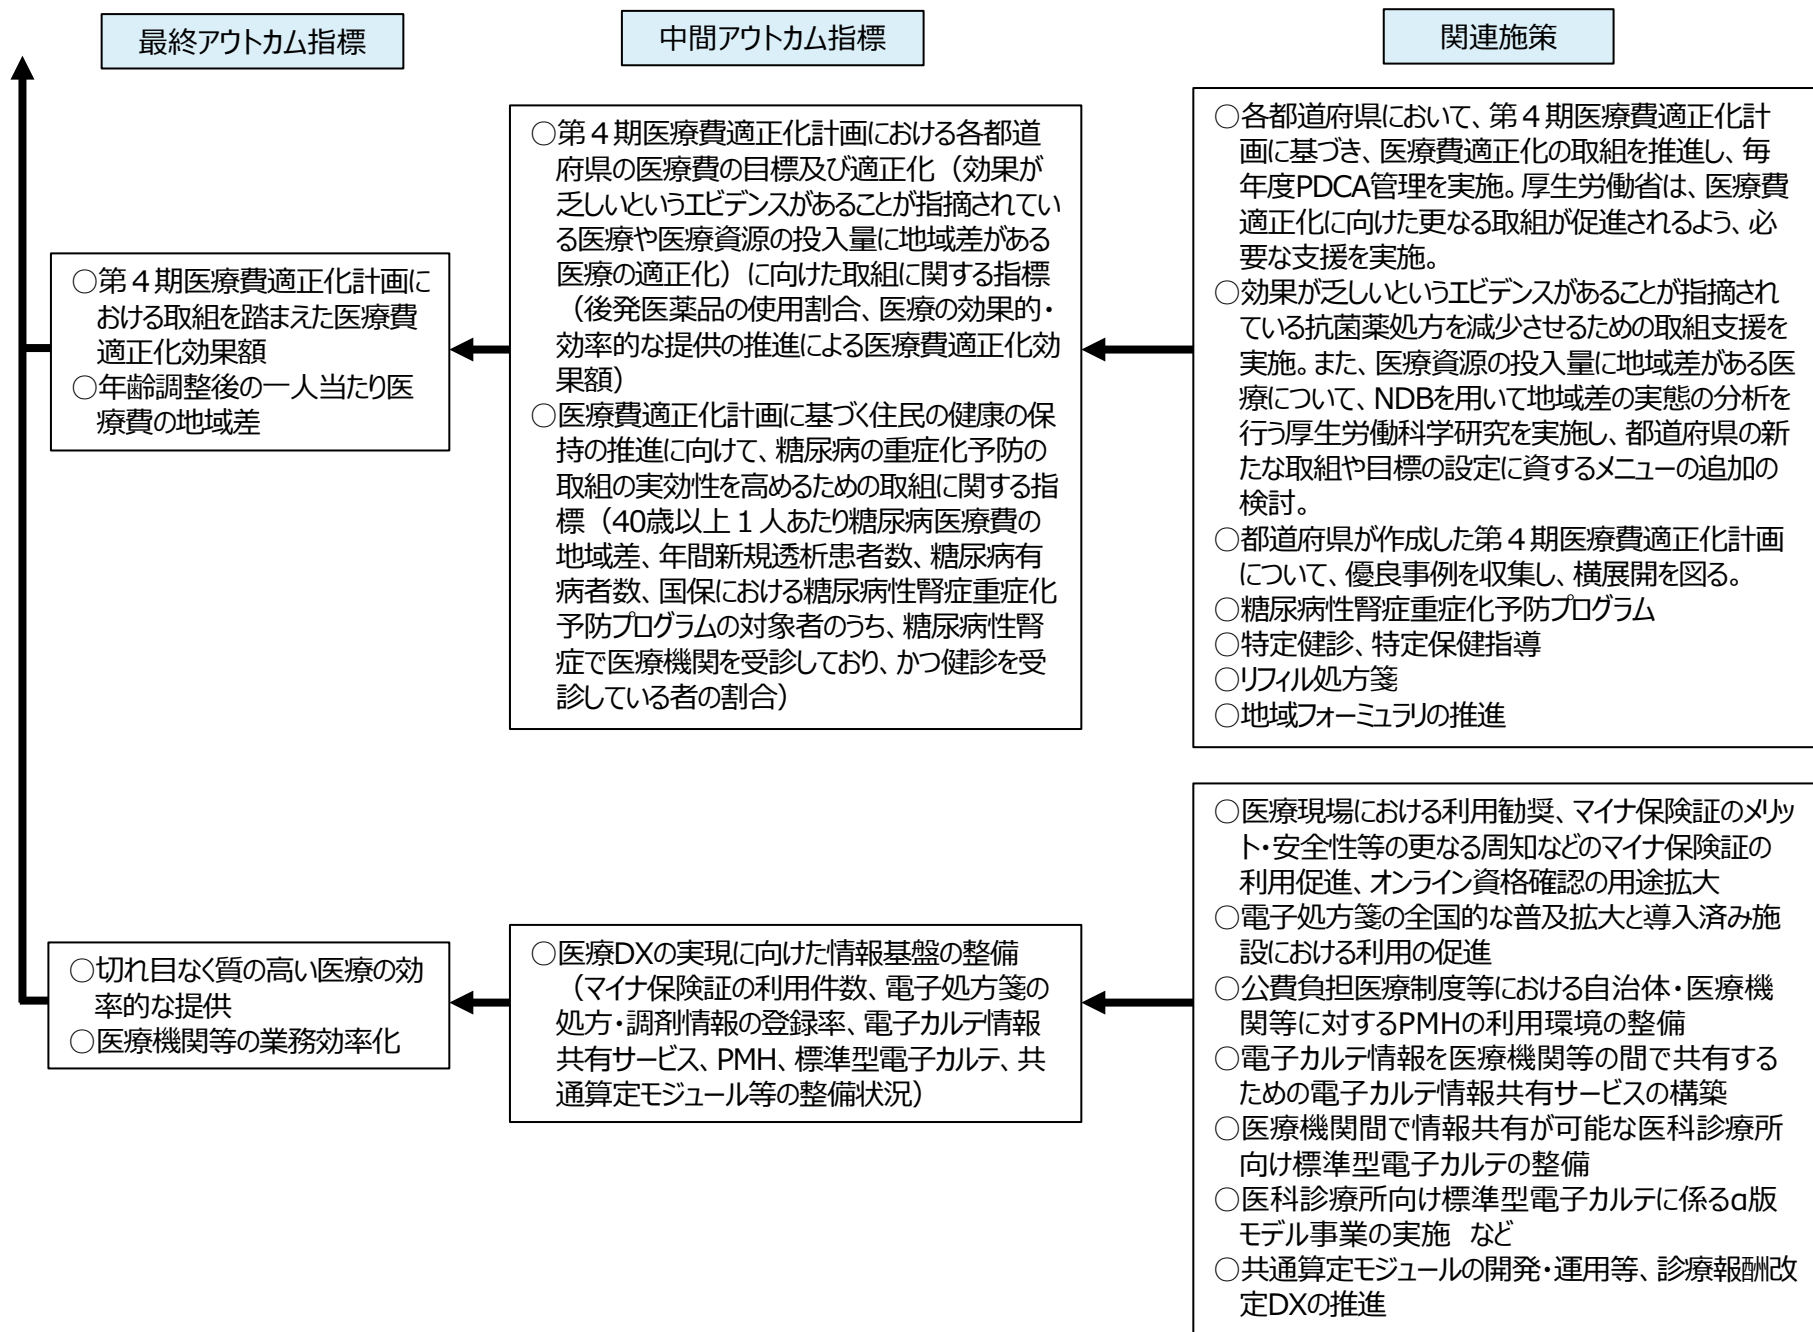 最終アウトカム指標
中間アウトカム指標
関連施策
○第４期医療費適正化計画に
おける取組を踏まえた医療費
適正化効果額
○年齢調整後の一人当たり医
療費の地域差
○第４期医療費適正化計画における各都道
府県の医療費の目標及び適正化（効果が
乏しいというエビデンスがあることが指摘されてい
る医療や医療資源の投入量に地域差がある
医療の適正化）に向けた取組に関する指標
（後発医薬品の使用割合、医療の効果的・
効率的な提供の推進による医療費適正化効
果額）
○医療費適正化計画に基づく住民の健康の保
持の推進に向けて、糖尿病の重症化予防の
取組の実効性を高めるための取組に関する指
標（40歳以上１人あたり糖尿病医療費の
地域差、年間新規透析患者数、糖尿病有
病者数、国保における糖尿病性腎症重症化
予防プログラムの対象者のうち、糖尿病性腎
症で医療機関を受診しており、かつ健診を受
診している者の割合）
○各都道府県において、第４期医療費適正化計
画に基づき、医療費適正化の取組を推進し、毎
年度PDCA管理を実施。厚生労働省は、医療費
適正化に向けた更なる取組が促進されるよう、必
要な支援を実施。
○効果が乏しいというエビデンスがあることが指摘され
ている抗菌薬処方を減少させるための取組支援を
実施。また、医療資源の投入量に地域差がある医
療について、NDBを用いて地域差の実態の分析を
行う厚生労働科学研究を実施し、都道府県の新
たな取組や目標の設定に資するメニューの追加の
検討。
○都道府県が作成した第４期医療費適正化計画
について、優良事例を収集し、横展開を図る。
○糖尿病性腎症重症化予防プログラム
○特定健診、特定保健指導
○リフィル処方箋
○地域フォーミュラリの推進
○切れ目なく質の高い医療の効
率的な提供
○医療機関等の業務効率化
○医療DXの実現に向けた情報基盤の整備
（マイナ保険証の利用件数、電子処方箋の
処方・調剤情報の登録率、電子カルテ情報
共有サービス、PMH、標準型電子カルテ、共
通算定モジュール等の整備状況）
○医療現場における利用勧奨、マイナ保険証のメリッ
ト・安全性等の更なる周知などのマイナ保険証の
利用促進、オンライン資格確認の用途拡大
○電子処方箋の全国的な普及拡大と導入済み施
設における利用の促進
○公費負担医療制度等における自治体・医療機
関等に対するPMHの利用環境の整備
○電子カルテ情報を医療機関等の間で共有する
ための電子カルテ情報共有サービスの構築
○医療機関間で情報共有が可能な医科診療所
向け標準型電子カルテの整備
○医科診療所向け標準型電子カルテに係るα版
モデル事業の実施　など
○共通算定モジュールの開発・運用等、診療報酬改
定DXの推進